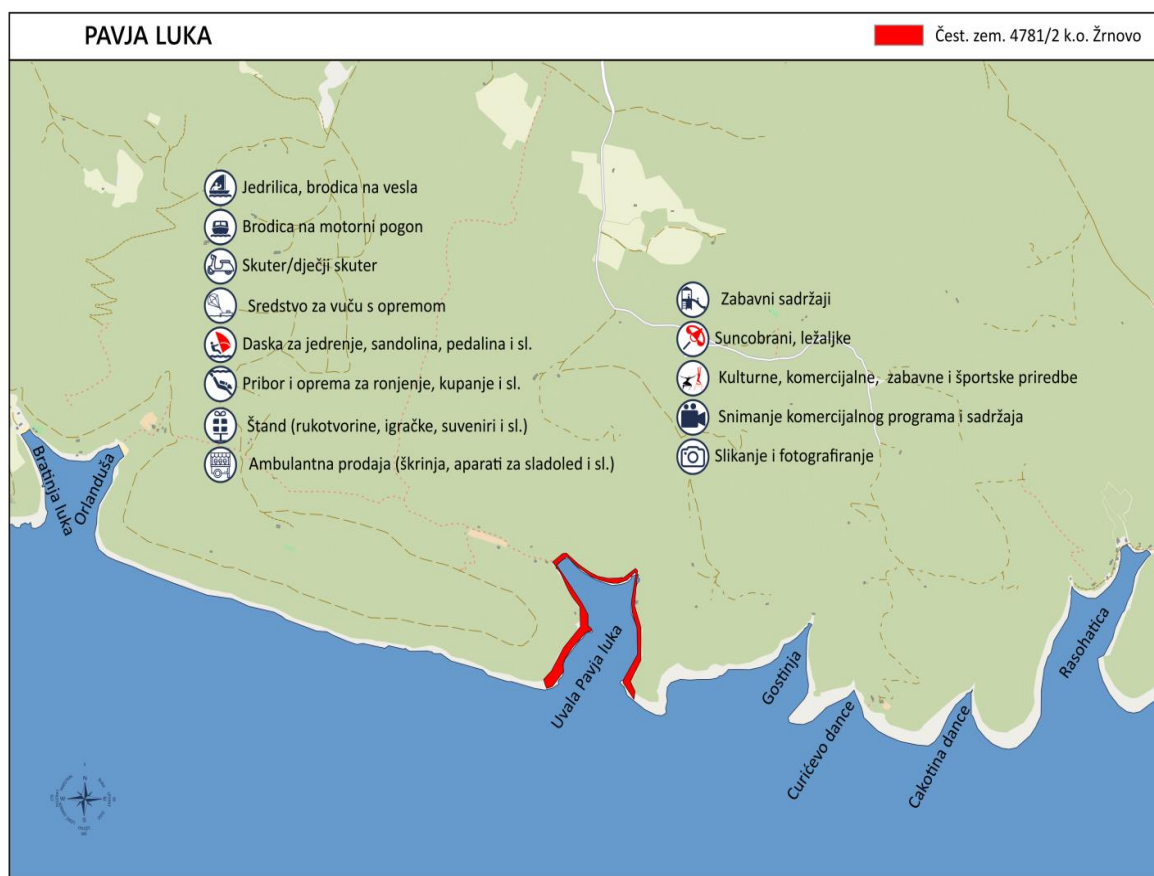 PAVJA LUKA
Čest. zem. 4781/2 k.o. Žrnovo
Jedrilica, brodica na vesla
Brodica na motorni pogon
Skuter/dječji skuter
Sredstvo za vuču s opremom
Daska za jedrenje, sandolina, pedalina i sl.
Pribor i oprema za ronjenje, kupanje i sl.
Štand (rukotvorine, igračke, suveniri i sl.)
Ambulantna prodaja (škrinja, aparati za sladoled i sl.)
Zabavni sadržaji
Suncobrani, ležaljke
Kulturne, komercijalne, zabavne i športske priredbe
Snimanje komercijalnog programa i sadržaja
Slikanje i fotografiranje
Bratinja luka
Orlanduša
Uvala Pavja luka
Gostinja
Curićevo dance
Cakotina dance
Rasohatica